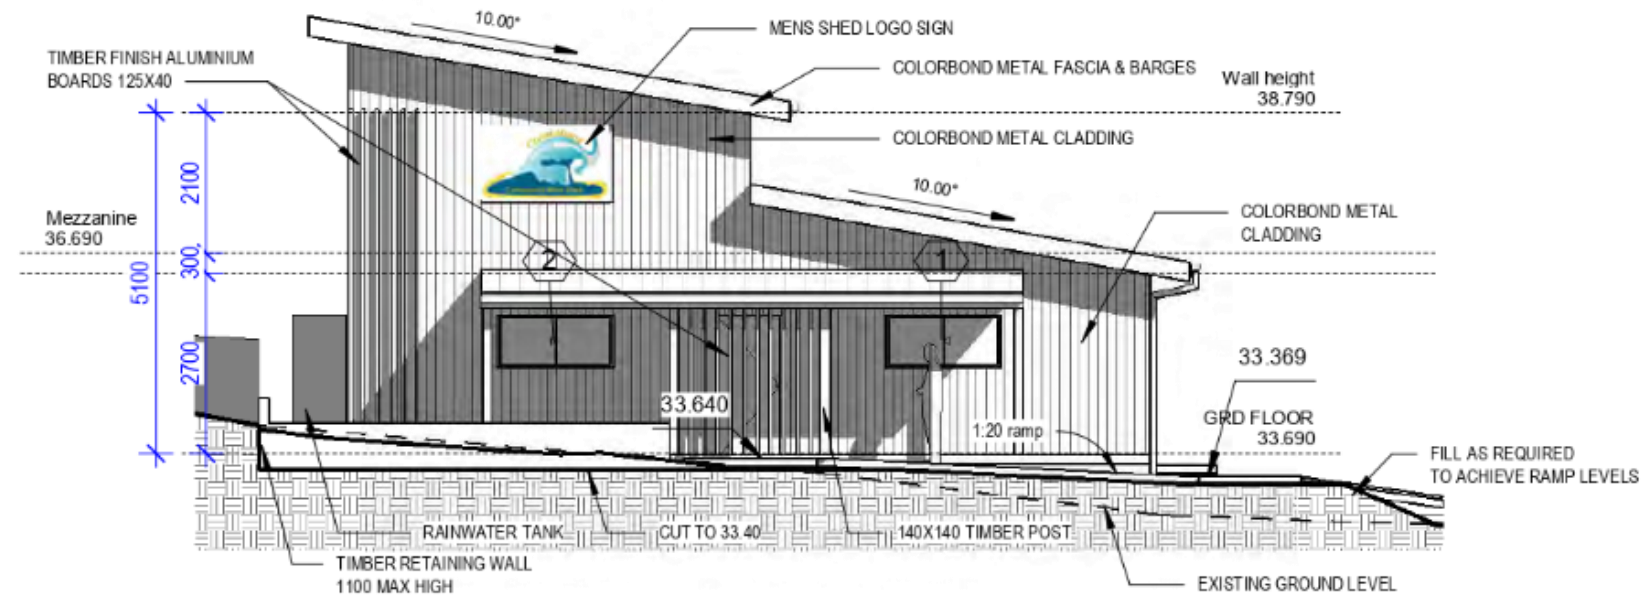 10.00°
MENS SHED LOGO SIGN
TIMBER FINISH ALUMINIUM
BOARDS 125X40
COLORBOND METAL FASCIA & BARGES
Wall height
38.790
COLORBOND METAL CLADDING
2100
10.00°
Mezzanine
36.690
COLORBOND METAL
CLADDING
300
2
1
5100
2700
33.369
33.640
GRD FLOOR
33.690
1:20 ramp
FILL AS REQUIRED
TO ACHIEVE RAMP LEVELS
RAINWATER TANK
CUT TO 33.40
140X140 TIMBER POST
TIMBER RETAINING WALL
1100 MAX HIGH
EXISTING GROUND LEVEL